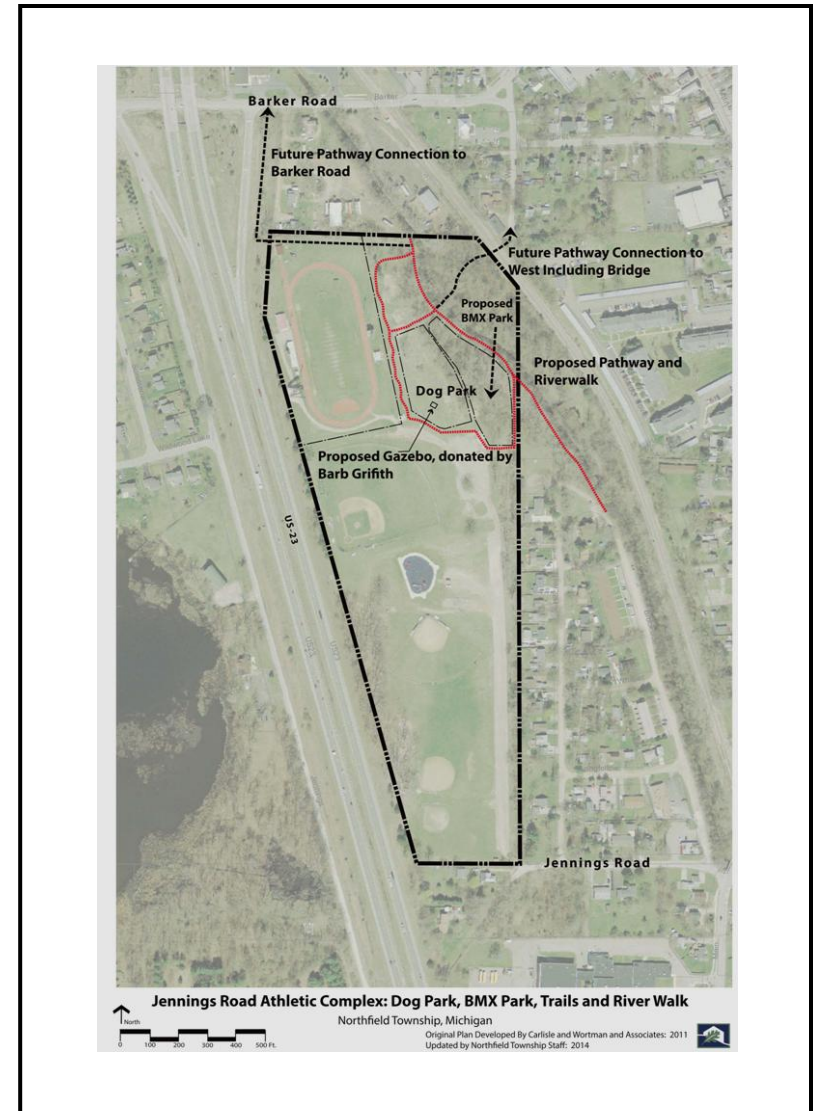 Barker Road
Barker
Future Pathway Connection to
Barker Road
Future Pathway Connection to
West Including Bridge
Proposed
BMX Park
Proposed Pathway and
Riverwalk
Dog Park
Proposed Gazebo, donated by
Barb Grifith
US-23
Jennings Road
Jennings Road Athletic Complex: Dog Park, BMX Park, Trails and River Walk
Northfield Township, Michigan
North
0 100 200 300 400 500 Ft.
Original Plan Developed By Carlisle and Wortman and Associates: 2011
Updated by Northfield Township Staff: 2014